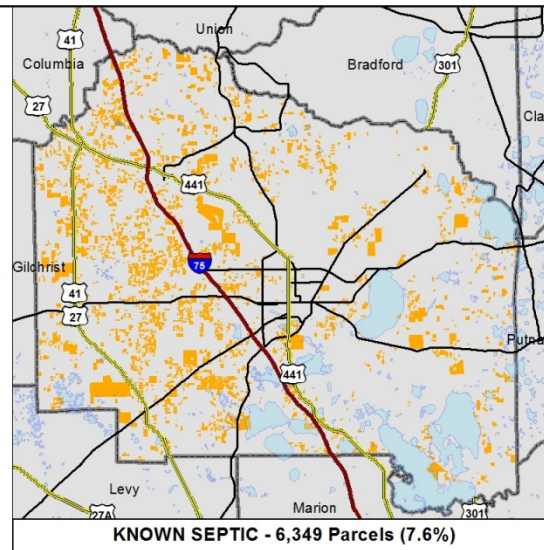 Union
41
Columbia
Bradford
301
27
Cla
441
Gilchrist
75
41
27
Putna
441
Levy
Marion
27A
301
KNOWN SEPTIC - 6,349 Parcels (7.6%)